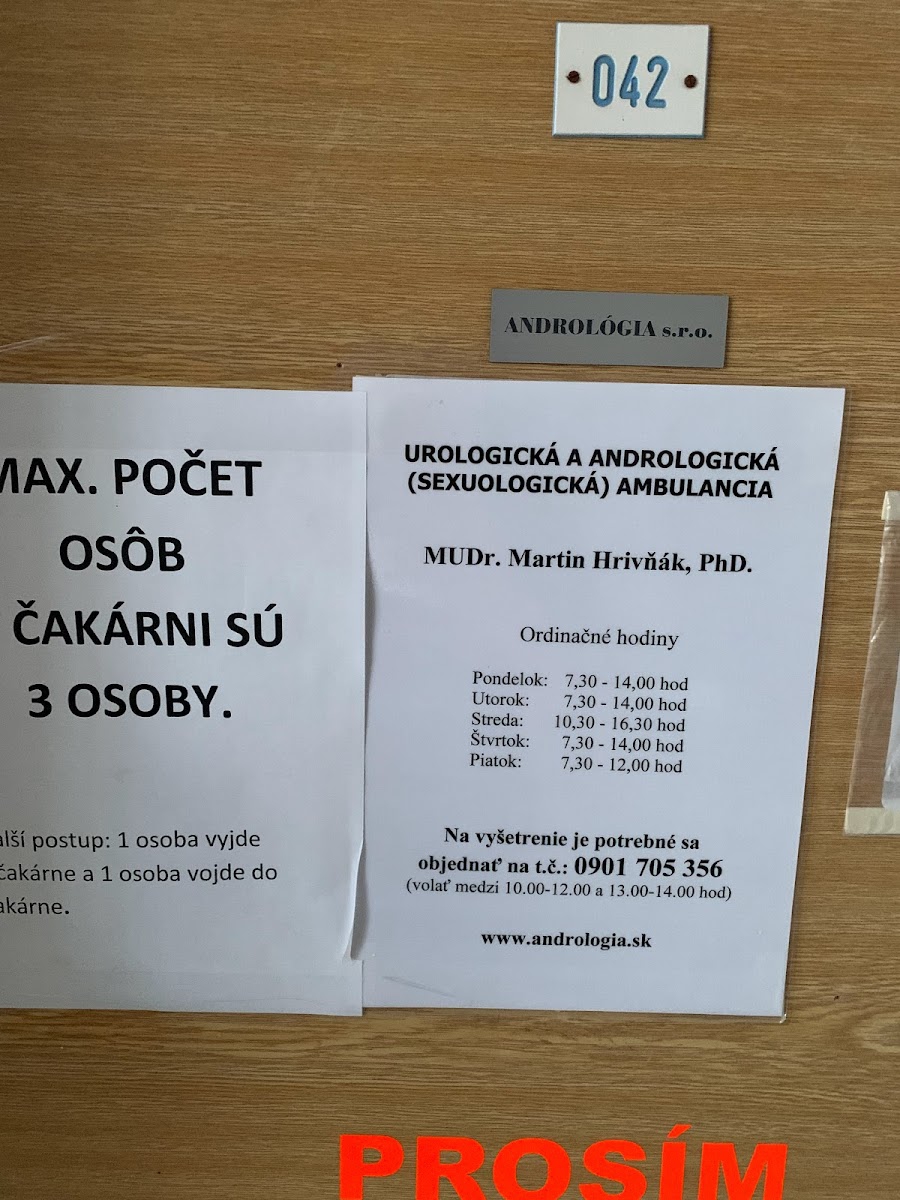 042
ANDROLÓGIA s.r.o.
MAX. POČET
OSÔB
ČAKÁRNI SÚ
3 OSOBY.
postup: 1 osoba vyjde
a 1 osoba vojde do
UROLOGICKÁ A ANDROLOGICKÁ
(SEXUOLOGICKÁ) AMBULANCIA
MUDr. Martin Hrivňák, PhD.
Ordinačné hodiny
Pondelok: 7,30 - 14,00 hod
Utorok: 7,30 - 14,00 hod
Streda: 10,30 - 16,30 hod
Štvrtok: 7,30 - 14,00 hod
Piatok: 7,30 - 12,00 hod
Na vyšetrenie je potrebné sa
objednať na t.č.: 0901 705 356
(volať medzi 10.00-12.00 a 13.00-14.00 hod)
www.andrologia.sk
PROSÍM